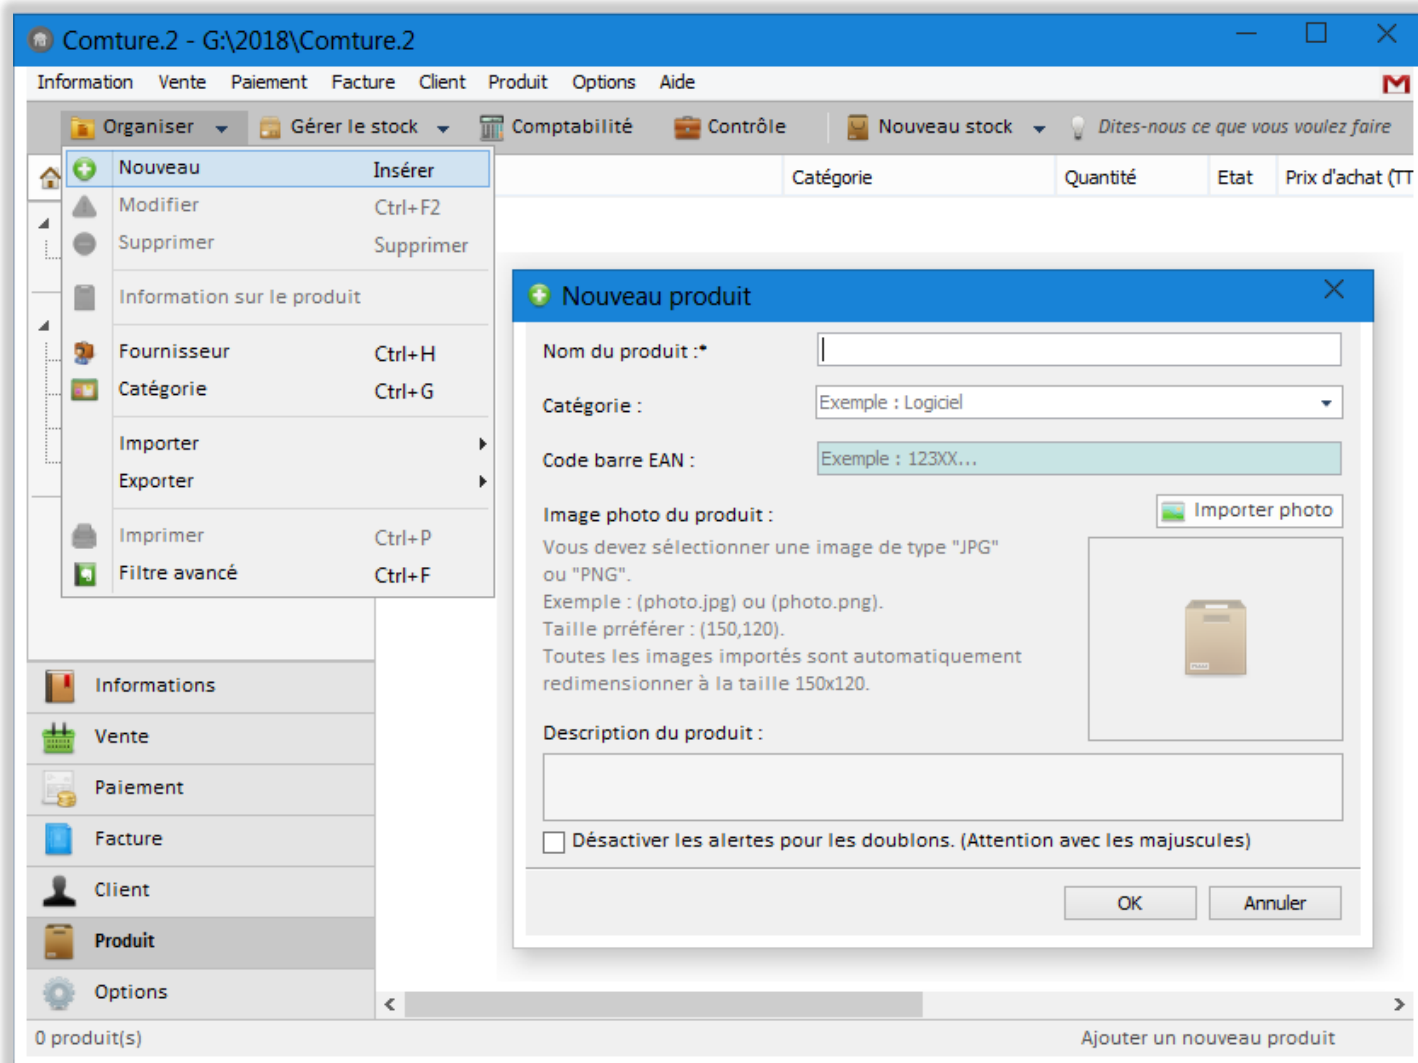 Comture.2 - G:\2018\Comture.2
Information Vente Paiement Facture Client Produit Options Aide
Organiser Gérer le stock Comptabilité Contrôle Nouveau stock Dites-nous ce que vous voulez faire
Catégorie Quantité Etat Prix d'achat (TT
Nouveau Insérer
Modifier Ctrl+F2
Supprimer Supprimer
Information sur le produit
Fournisseur Ctrl+H
Catégorie Ctrl+G
Importer
Exporter
Imprimer Ctrl+P
Filtre avancé Ctrl+F
Nouveau produit
Nom du produit :*
Catégorie : Exemple : Logiciel
Code barre EAN : Exemple : 123XX...
Image photo du produit : Importer photo
Vous devez sélectionner une image de type "JPG"
ou "PNG".
Exemple : (photo.jpg) ou (photo.png).
Taille prréférer : (150,120).
Toutes les images importés sont automatiquement
redimensionner à la taille 150x120.
Description du produit :
Désactiver les alertes pour les doublons. (Attention avec les majuscules)
OK Annuler
Informations
Vente
Paiement
Facture
Client
Produit
Options
0 produit(s) Ajouter un nouveau produit